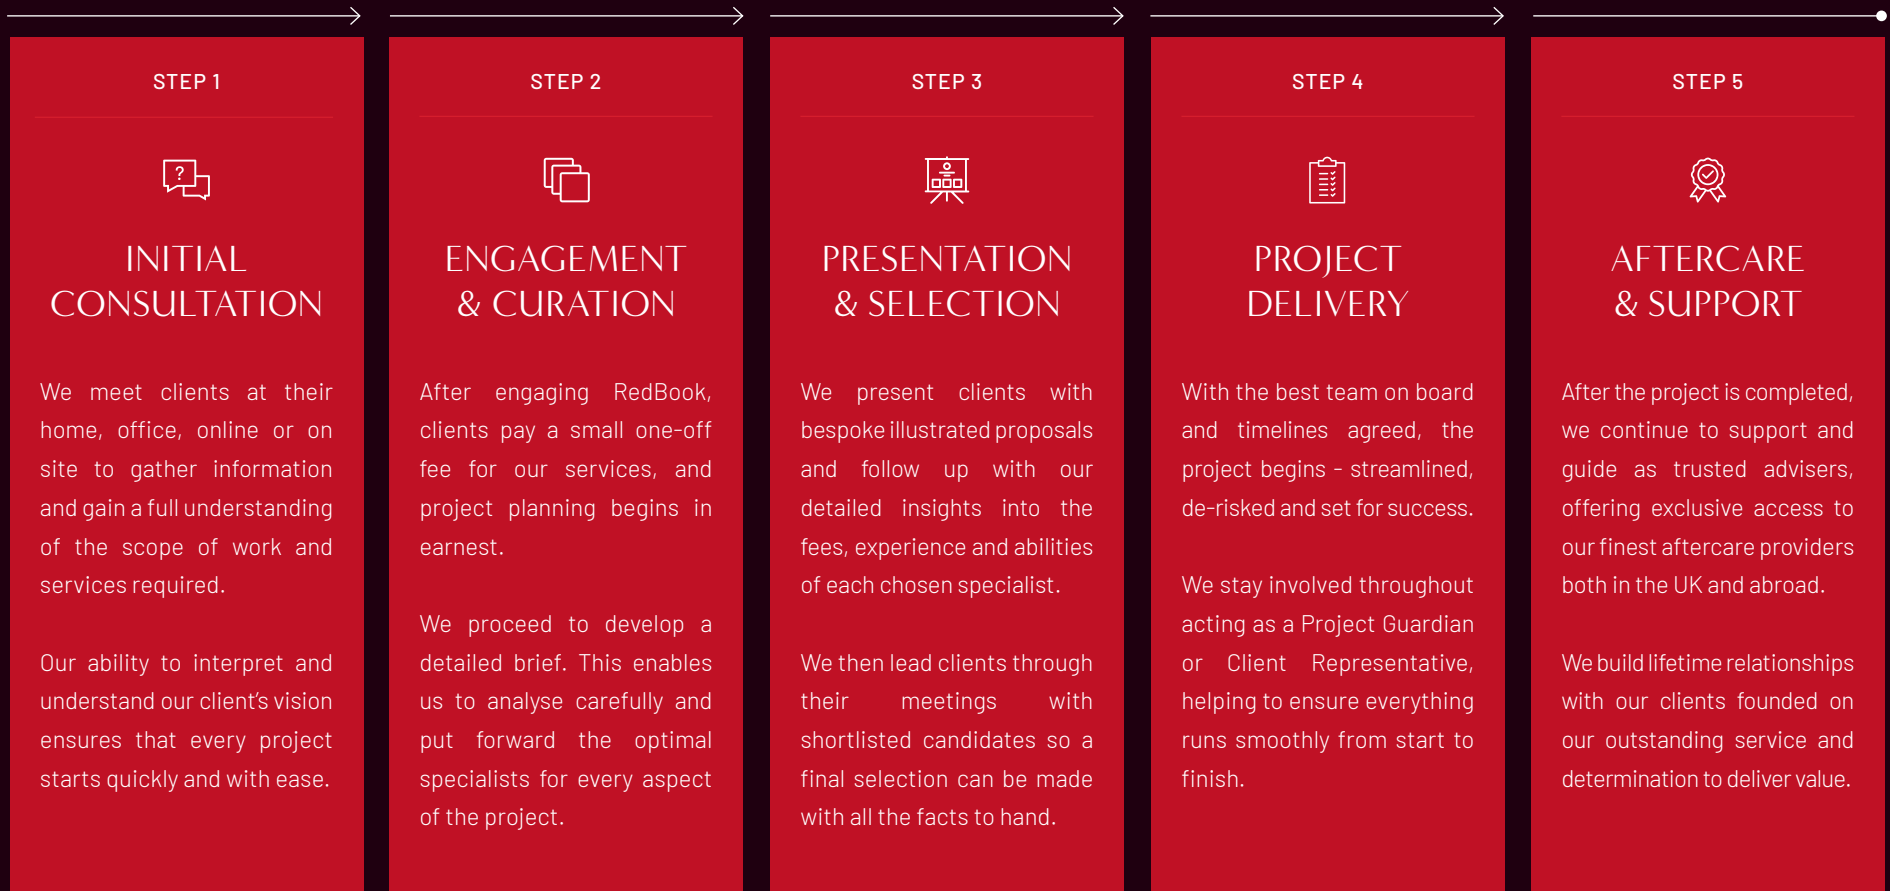 STEP 1
?
INITIAL
CONSULTATION
We meet clients at their
home, office, online or on
site to gather information
and gain a full understanding
of the scope of work and
services required.
Our ability to interpret and
understand our client's vision
ensures that every project
starts quickly and with ease.
STEP 2
ENGAGEMENT
& CURATION
After engaging RedBook,
clients pay a small one-off
fee for our services, and
project planning begins in
earnest.
We proceed to develop a
detailed brief. This enables
us to analyse carefully and
put forward the optimal
specialists for every aspect
of the project.
STEP 3
PRESENTATION
& SELECTION
We present clients with
bespoke illustrated proposals
and follow up with our
detailed insights into the
fees, experience and abilities
of each chosen specialist.
We then lead clients through
their meetings with
shortlisted candidates so a
final selection can be made
with all the facts to hand.
STEP 4
PROJECT
DELIVERY
With the best team on board
and timelines agreed, the
project begins - streamlined,
de-risked and set for success.
We stay involved throughout
acting as a Project Guardian
or Client Representative,
helping to ensure everything
runs smoothly from start to
finish.
STEP 5
AFTERCARE
& SUPPORT
After the project is completed,
we continue to support and
guide as trusted advisers,
offering exclusive access to
our finest aftercare providers
both in the UK and abroad.
We build lifetime relationships
with our clients founded on
our outstanding service and
determination to deliver value.